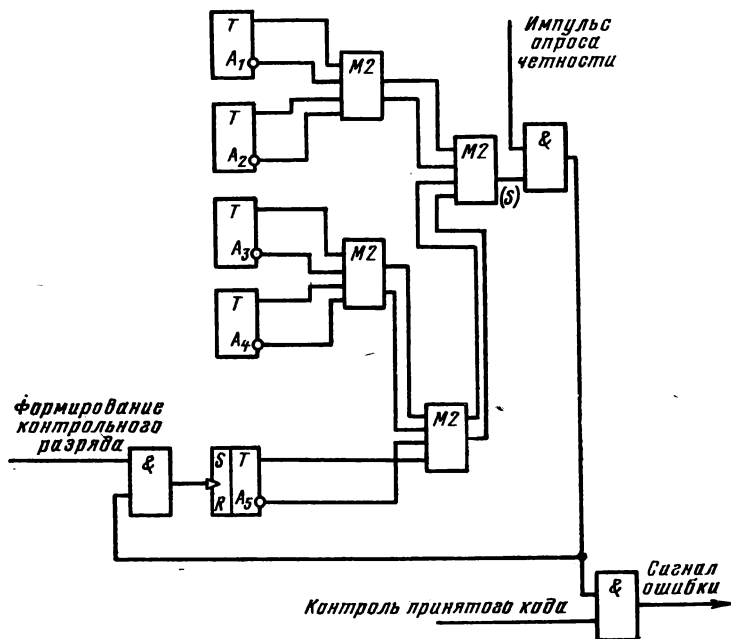 T
A₁
T
A₂
M2
Импульс
опроса
четности
M2
(S)
&
T
A₃
T
A₄
M2
Формирование
контрольного
разряда
&
S T
R A₅
M2
Контроль принятого кода
&
Сигнал
ошибки